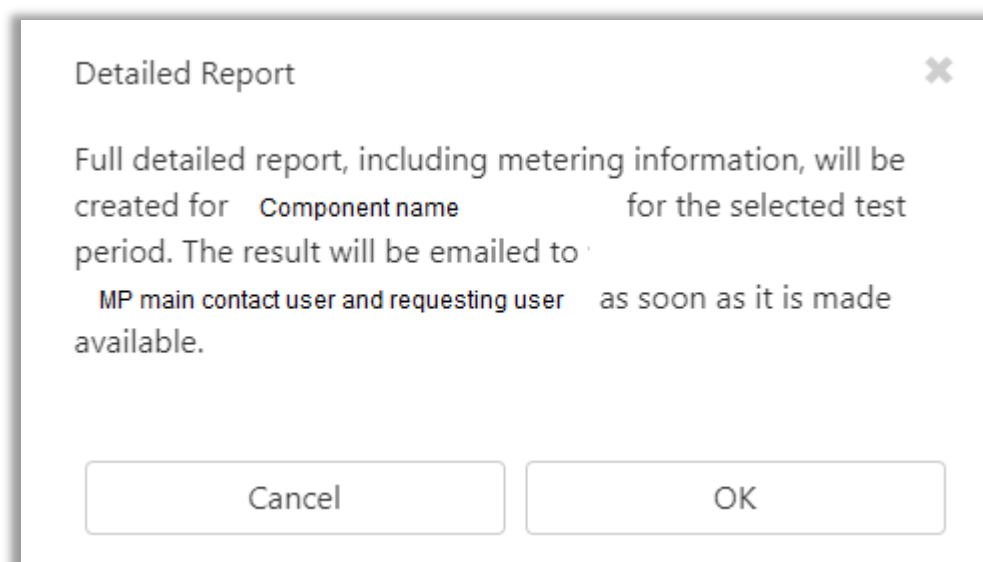 Detailed Report
Full detailed report, including metering information, will be
created for Component name for the selected test
period. The result will be emailed to
MP main contact user and requesting user as soon as it is made
available.
Cancel OK